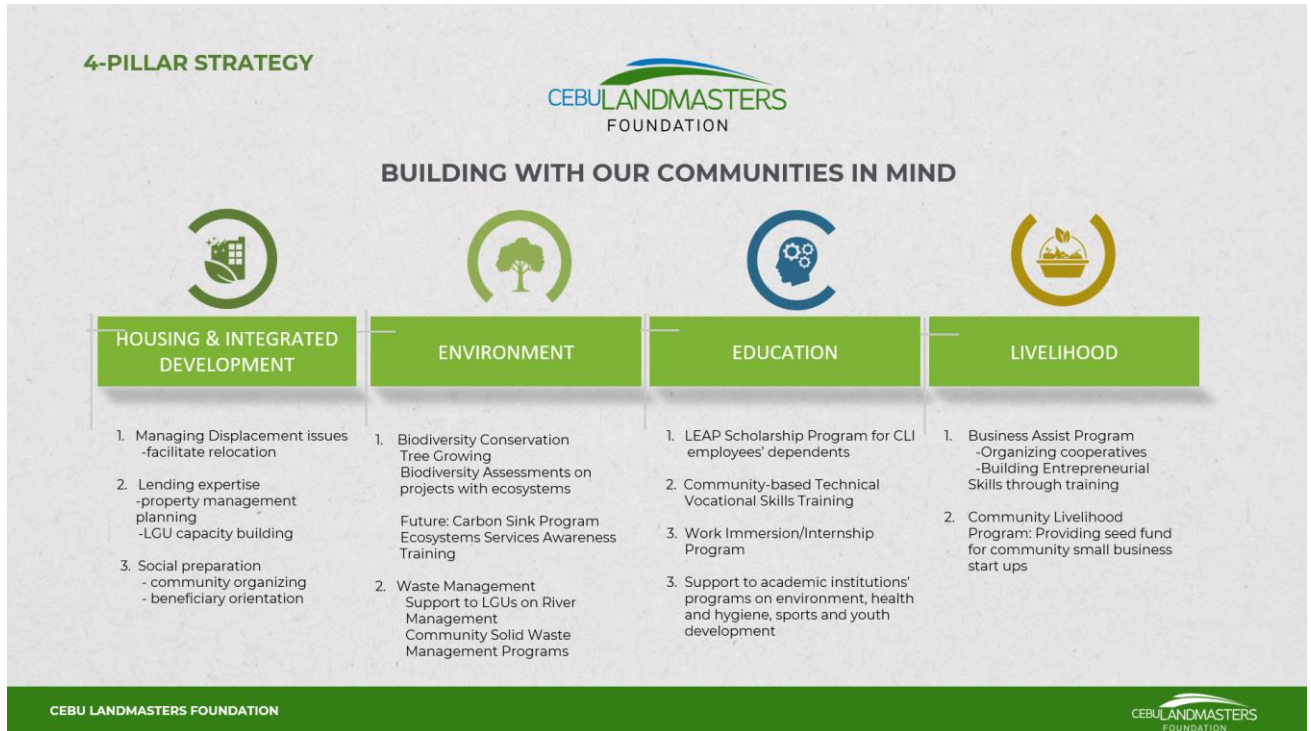 4-PILLAR STRATEGY
CEBULANDMASTERS
FOUNDATION
BUILDING WITH OUR COMMUNITIES IN MIND
HOUSING & INTEGRATED
DEVELOPMENT
1. Managing Displacement issues
-facilitate relocation
2. Lending expertise
-property management
planning
-LGU capacity building
3. Social preparation
- community organizing
- beneficiary orientation
ENVIRONMENT
1. Biodiversity Conservation
Tree Growing
Biodiversity Assessments on
projects with ecosystems
Future: Carbon Sink Program
Ecosystems Services Awareness
Training
2. Waste Management
Support to LGUs on River
Management
Community Solid Waste
Management Programs
EDUCATION
1. LEAP Scholarship Program for CLI
employees' dependents
2. Community-based Technical
Vocational Skills Training
3. Work Immersion/Internship
Program
3. Support to academic institutions'
programs on environment, health
and hygiene, sports and youth
development
LIVELIHOOD
1. Business Assist Program
-Organizing cooperatives
-Building Entrepreneurial
Skills through training
2. Community Livelihood
Program: Providing seed fund
for community small business
start ups
CEBU LANDMASTERS FOUNDATION
CEBULANDMASTERS
FOUNDATION